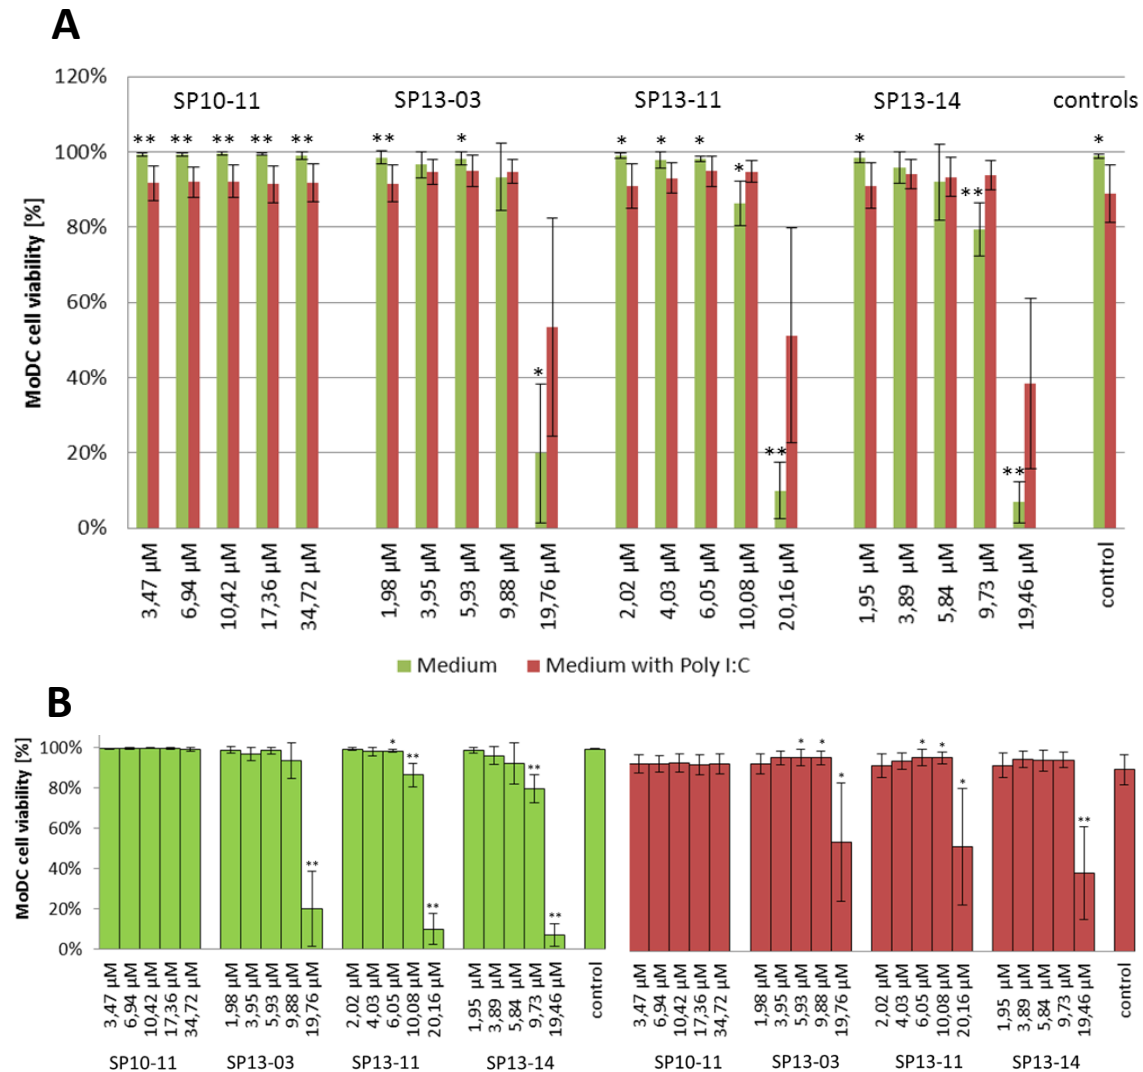 A
120%
SP10-11 SP13-03 SP13-11 SP13-14 controls
** ** ** ** ** ** * * * * * *
100%
*
**
80%
60%
* 
40%
** **
20%
0%
MoDC cell viability [%]
3,47 µM 6,94 µM 10,42 µM 17,36 µM 34,72 µM 1,98 µM 3,95 µM 5,93 µM 9,88 µM 19,76 µM 2,02 µM 4,03 µM 6,05 µM 10,08 µM 20,16 µM 1,95 µM 3,89 µM 5,84 µM 9,73 µM 19,46 µM control
Medium Medium with Poly I:C
B
MoDC cell viability [%]
100%
80%
60%
40%
20%
0%
* ** ** ** ** **
* * * * * * **
3,47 µM 6,94 µM 10,42 µM 17,36 µM 34,72 µM 1,98 µM 3,95 µM 5,93 µM 9,88 µM 19,76 µM 2,02 µM 4,03 µM 6,05 µM 10,08 µM 20,16 µM 1,95 µM 3,89 µM 5,84 µM 9,73 µM 19,46 µM control
SP10-11 SP13-03 SP13-11 SP13-14
3,47 µM 6,94 µM 10,42 µM 17,36 µM 34,72 µM 1,98 µM 3,95 µM 5,93 µM 9,88 µM 19,76 µM 2,02 µM 4,03 µM 6,05 µM 10,08 µM 20,16 µM 1,95 µM 3,89 µM 5,84 µM 9,73 µM 19,46 µM control
SP10-11 SP13-03 SP13-11 SP13-14